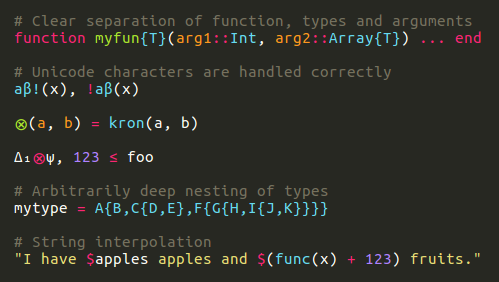 # Clear separation of function, types and arguments
function myfun{T}(arg1::Int, arg2::Array{T}) ... end
# Unicode characters are handled correctly
aβ!(x), !aβ(x)
⊗(a, b) = kron(a, b)
Δ₁⊗ψ, 123 ≤ foo
# Arbitrarily deep nesting of types
mytype = A{B,C{D,E},F{G{H,I{J,K}}}}
# String interpolation
"I have $apples apples and $(func(x) + 123) fruits."